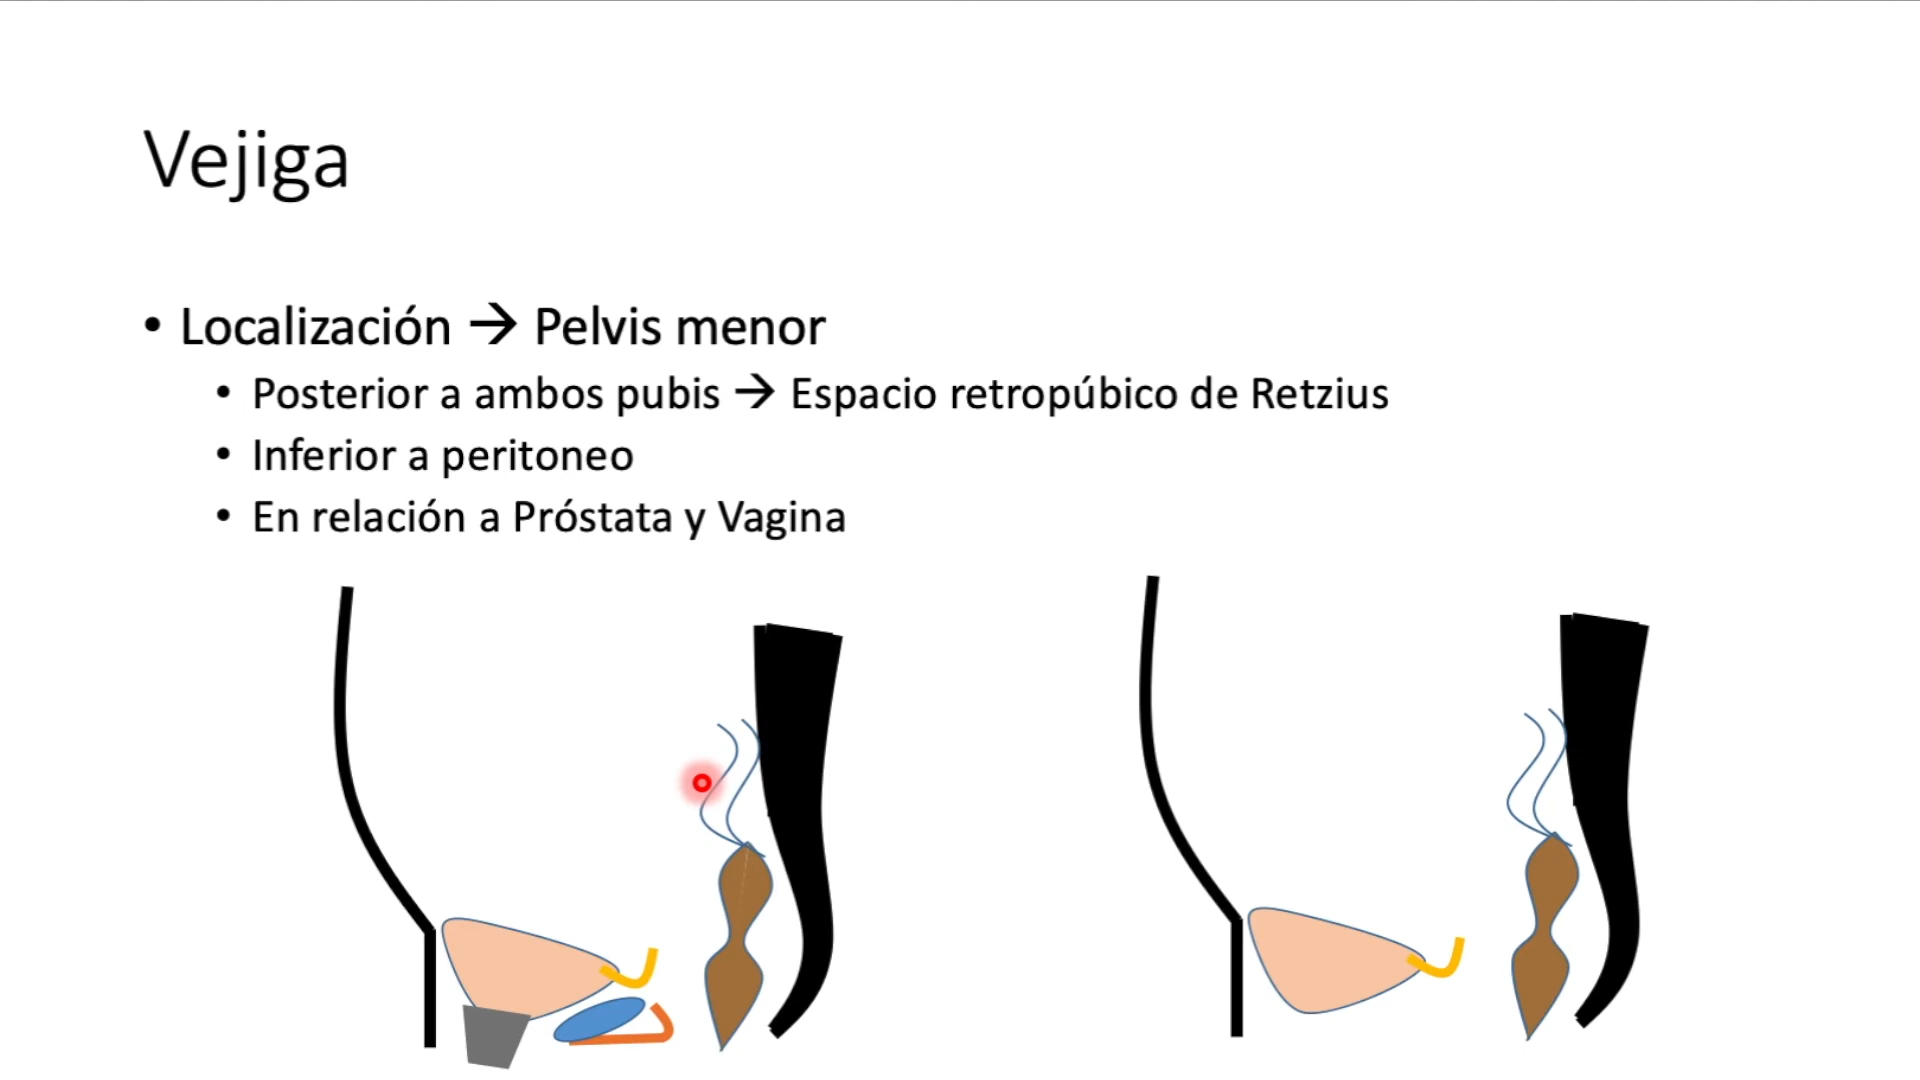 Vejiga
• Localización → Pelvis menor
• Posterior a ambos pubis → Espacio retropúbico de Retzius
• Inferior a peritoneo
• En relación a Próstata y Vagina